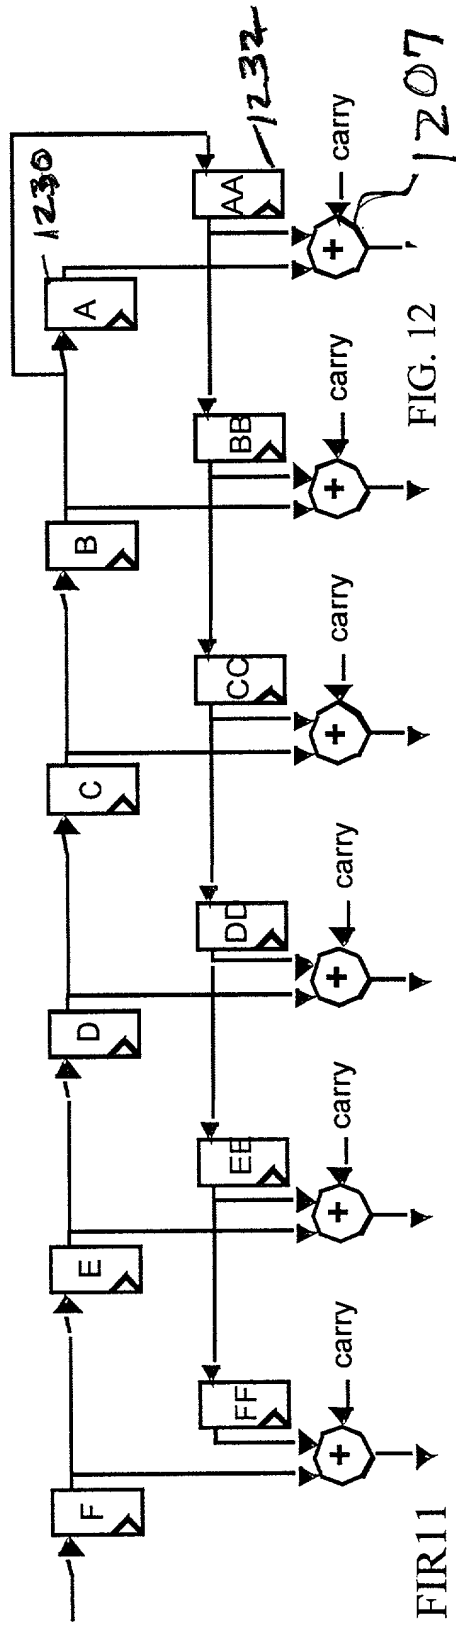 1230
1232
F
E
D
C
B
A
FF
EE
DD
CC
BB
AA
+
+
+
+
+
+
carry
carry
carry
carry
carry
carry
1207
FIR11
FIG. 12